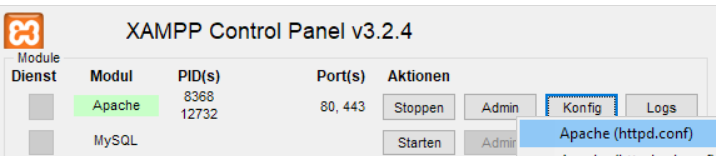 XAMPP Control Panel v3.2.4
Module
Dienst Modul PID(s) Port(s) Aktionen
Apache 8368 12732 80, 443 Stoppen Admin Konfig Logs
MySQL Starten Admin
Apache (httpd.conf)